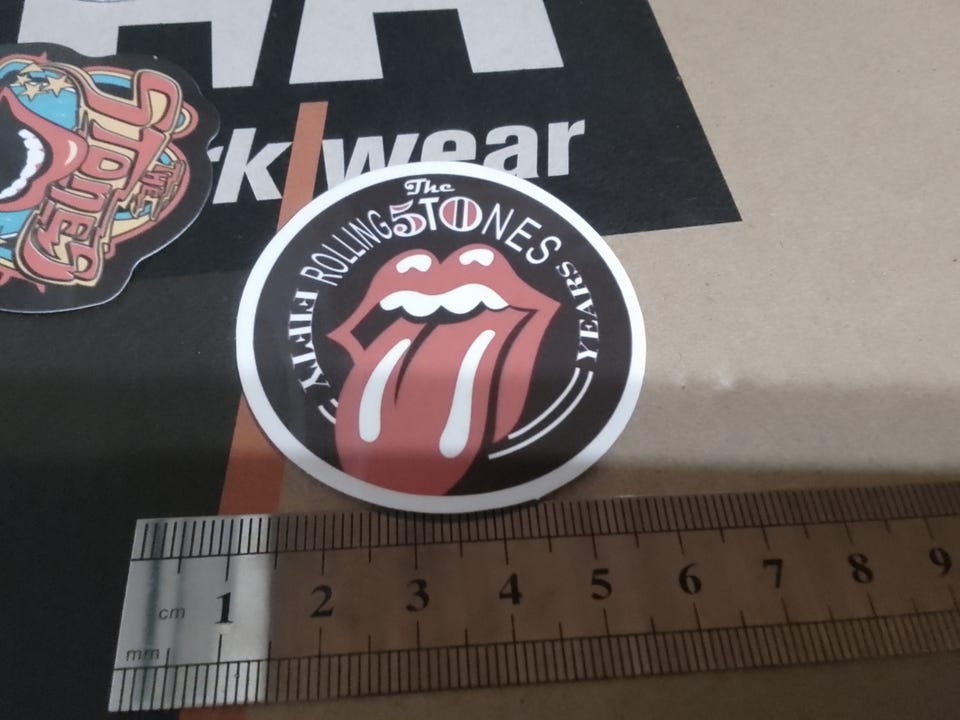 rk wear
THE
STONES
The
ROLLING
5TONES
FIFTY
YEARS
1 2 3 4 5 6 7 8 9
cm
mm